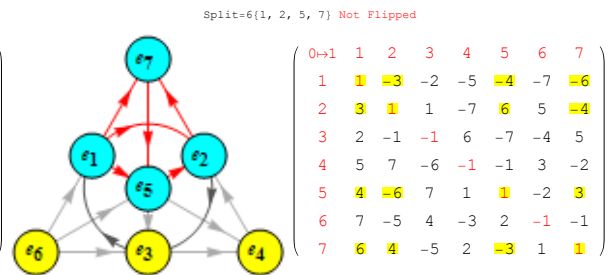 Split=6{1, 2, 5, 7} Not Flipped
e7
e1 e2
e5
e6 e3 e4
0↦1 1 2 3 4 5 6 7
1 1 -3 -2 -5 -4 -7 -6
2 3 1 1 -7 6 5 -4
3 2 -1 -1 6 -7 -4 5
4 5 7 -6 -1 -1 3 -2
5 4 -6 7 1 1 -2 3
6 7 -5 4 -3 2 -1 -1
7 6 4 -5 2 -3 1 1